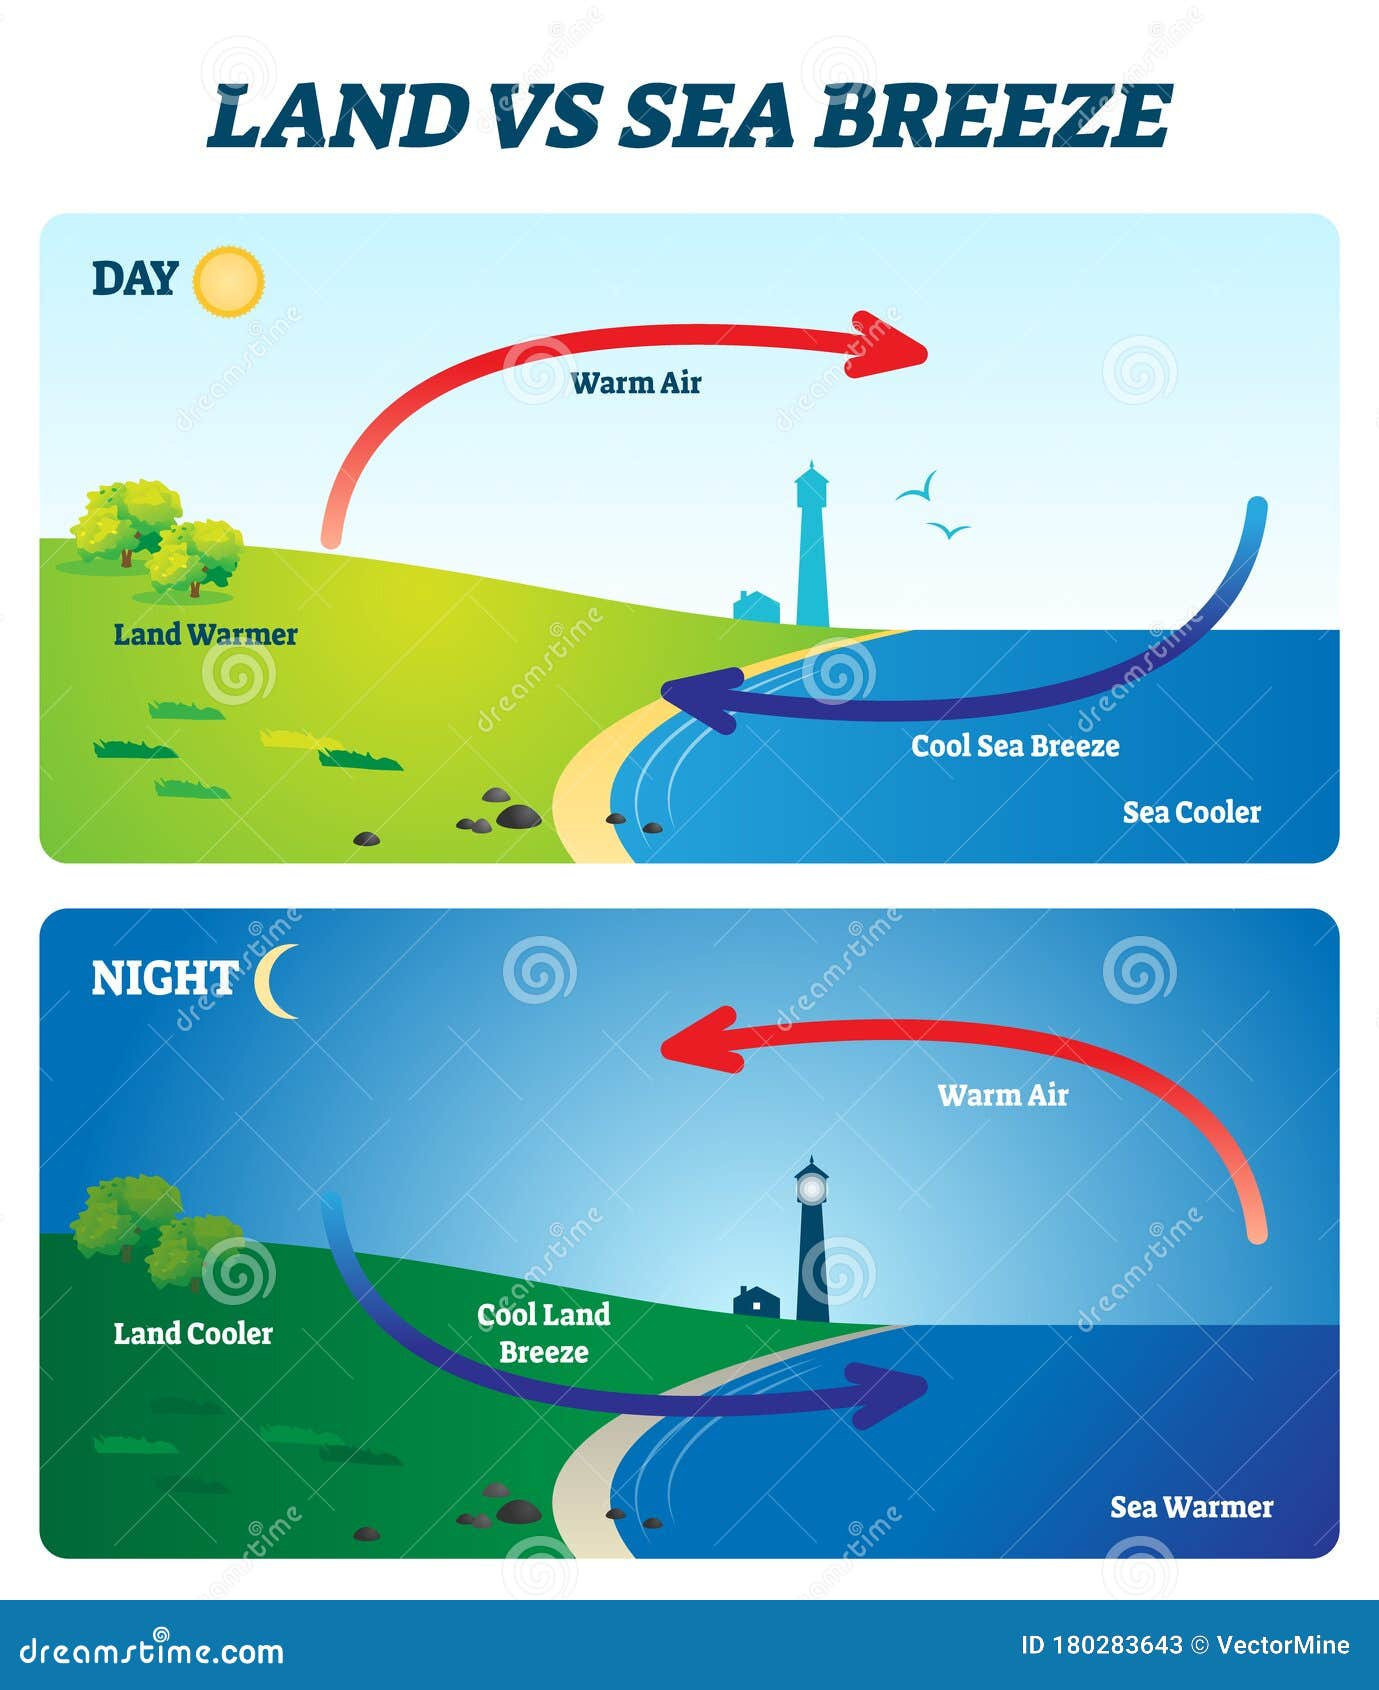 LAND VS SEA BREEZE
DAY
Warm Air
Land Warmer
Cool Sea Breeze
Sea Cooler
NIGHT
Warm Air
Cool Land
Breeze
Land Cooler
Sea Warmer
dreamstime.com
ID 180283643 © VectorMine